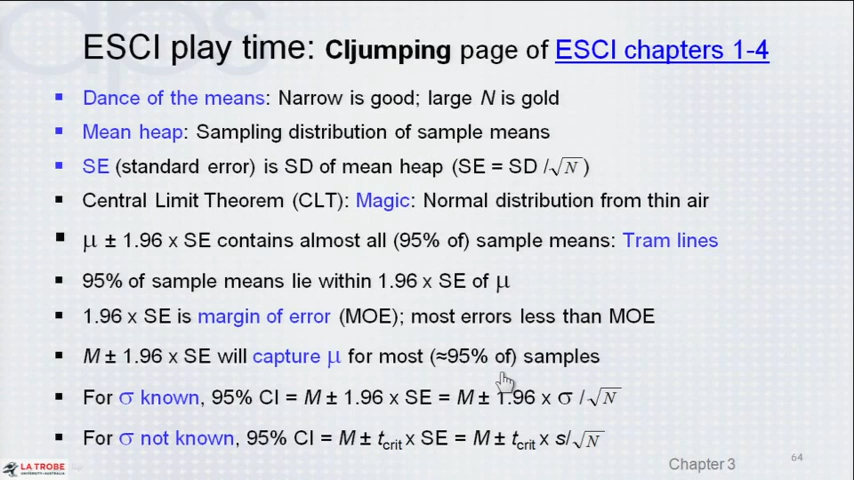 ESCI play time: CIjumping page of ESCI chapters 1-4
▪ Dance of the means: Narrow is good; large N is gold
▪ Mean heap: Sampling distribution of sample means
▪ SE (standard error) is SD of mean heap (SE = SD /√N)
▪ Central Limit Theorem (CLT): Magic: Normal distribution from thin air
▪ μ ± 1.96 x SE contains almost all (95% of) sample means: Tram lines
▪ 95% of sample means lie within 1.96 x SE of μ
▪ 1.96 x SE is margin of error (MOE); most errors less than MOE
▪ M ± 1.96 x SE will capture μ for most (≈95% of) samples
▪ For σ known, 95% CI = M ± 1.96 x SE = M ± 1.96 x σ /√N
▪ For σ not known, 95% CI = M ± tcrit x SE = M ± tcrit x s/√N
LA TROBE
Chapter 3
64